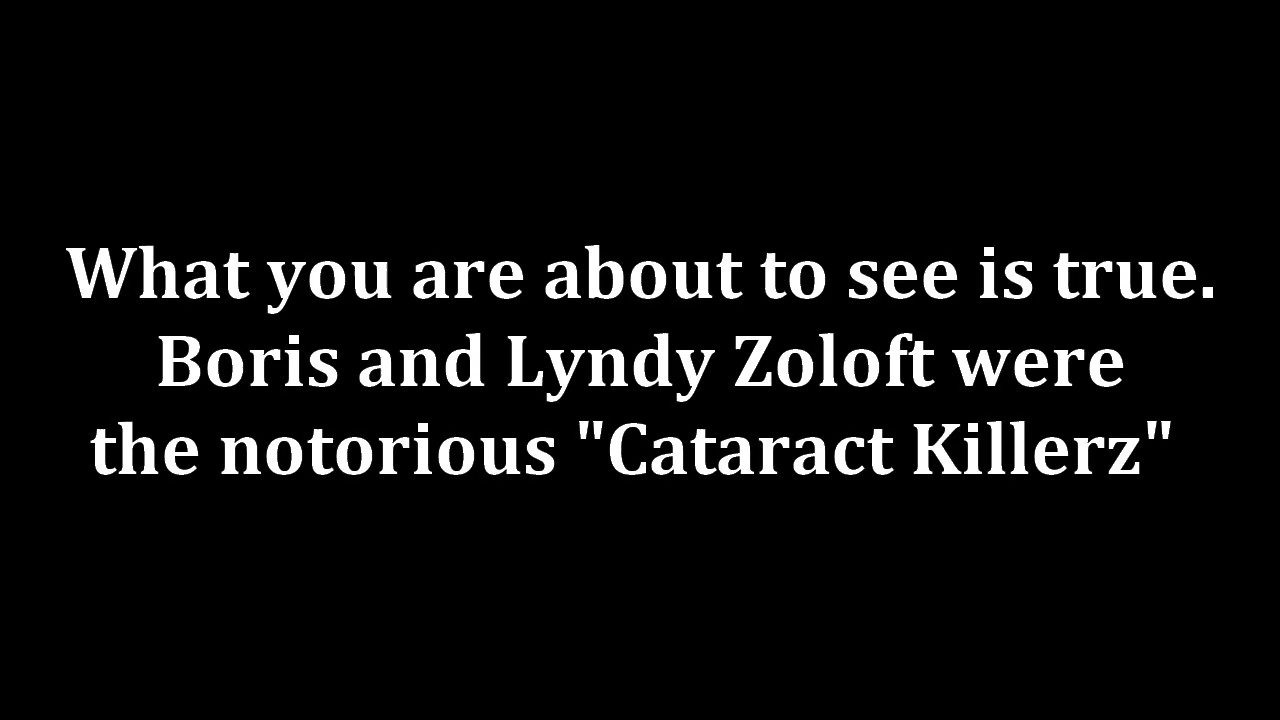 What you are about to see is true.
Boris and Lyndy Zoloft were
the notorious "Cataract Killerz"